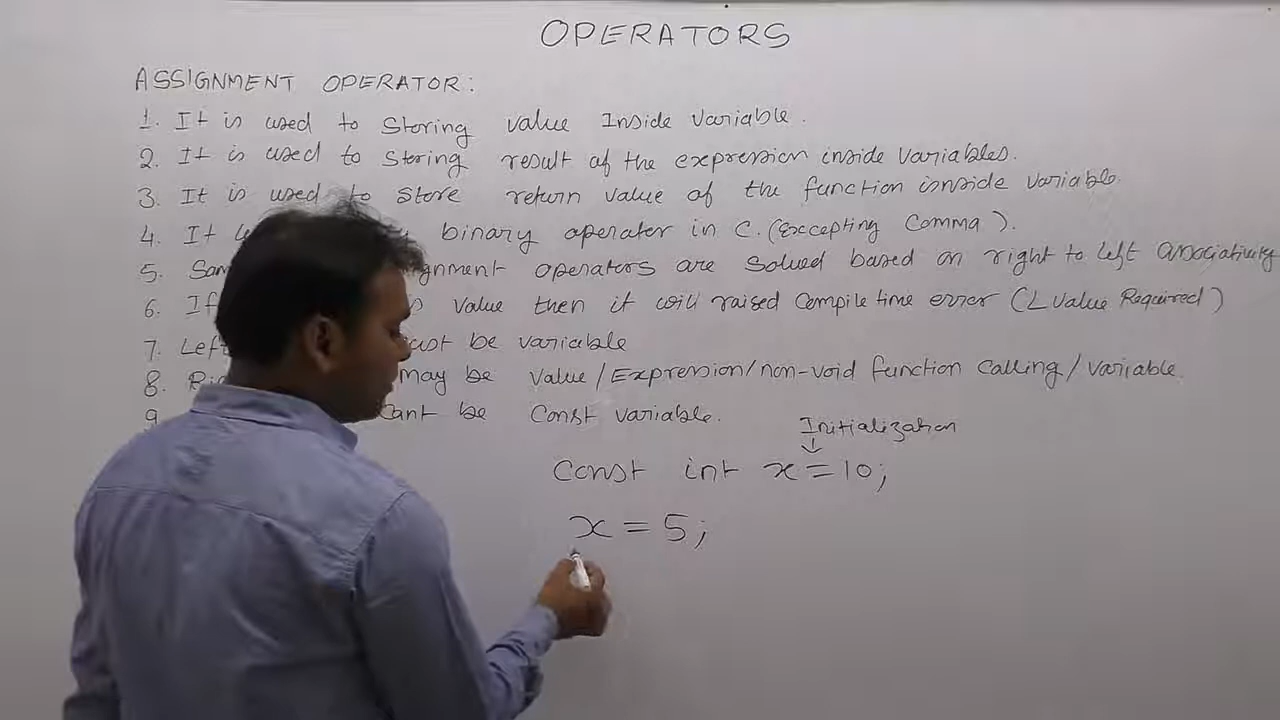 OPERATORS
ASSIGNMENT OPERATOR:
1. It is used to Storing value Inside Variable.
2. It is used to Storing result of the expression inside Variables.
3. It is used to Store return value of the function inside Variable.
4. It binary operator in C. (Excepting Comma).
5. operators are Solved based on right to left associativity
6. If value then it will raised Compile time error (L value Required)
7. Left be variable
8. may be Value/Expression/non-void function Calling/Variable.
9 Cant be Const variable.
Initialization
↓
Const int x = 10;
x = 5;